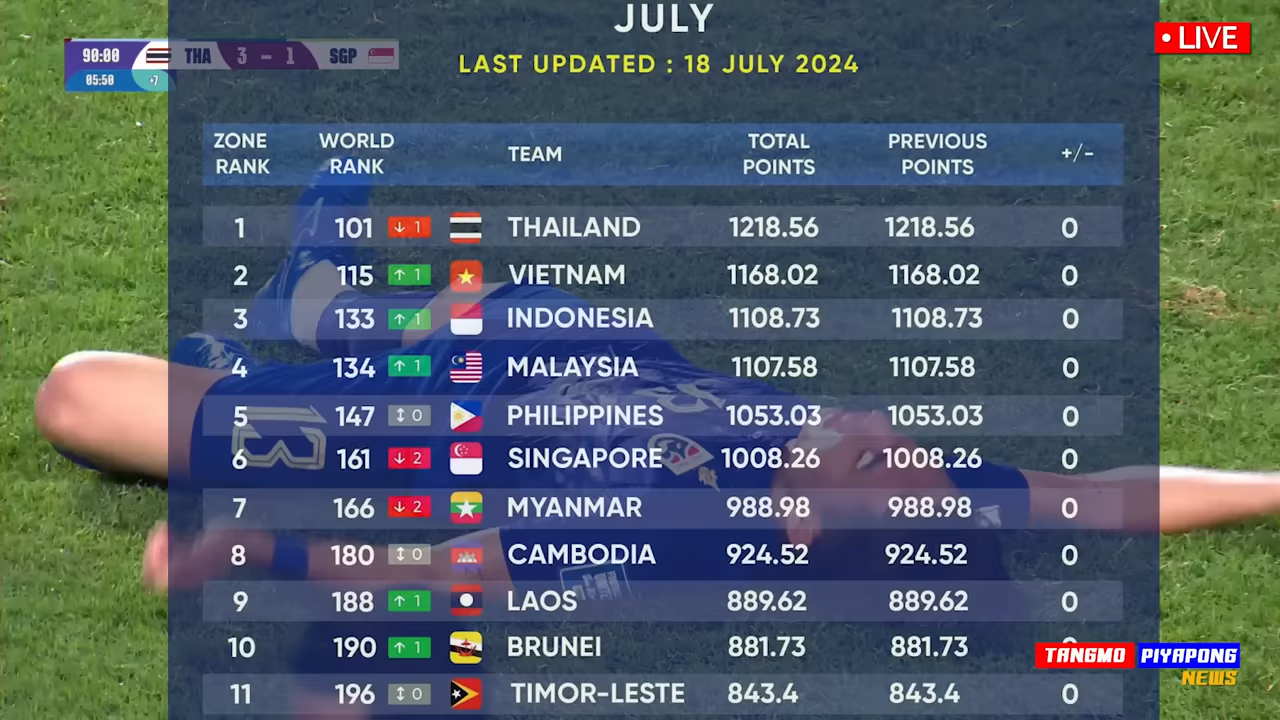 JULY
LAST UPDATED : 18 JULY 2024
• LIVE
90:00 THA 3 - 1 SGP
05:50 +7
ZONE RANK WORLD RANK TEAM TOTAL POINTS PREVIOUS POINTS +/-
1 101 ↓ 1 THAILAND 1218.56 1218.56 0
2 115 ↑ 1 VIETNAM 1168.02 1168.02 0
3 133 ↑ 1 INDONESIA 1108.73 1108.73 0
4 134 ↑ 1 MALAYSIA 1107.58 1107.58 0
5 147 ↕ 0 PHILIPPINES 1053.03 1053.03 0
6 161 ↓ 2 SINGAPORE 1008.26 1008.26 0
7 166 ↓ 2 MYANMAR 988.98 988.98 0
8 180 ↕ 0 CAMBODIA 924.52 924.52 0
9 188 ↑ 1 LAOS 889.62 889.62 0
10 190 ↑ 1 BRUNEI 881.73 881.73 0
11 196 ↕ 0 TIMOR-LESTE 843.4 843.4 0
13
TANGMO PIYAPONG
NEWS